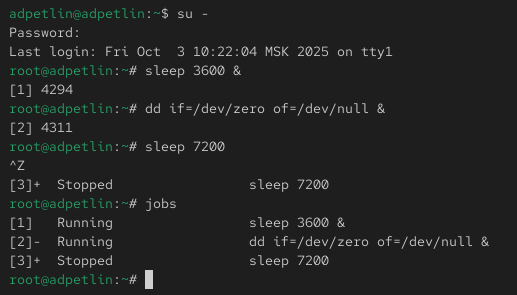 adpetlin@adpetlin:~$ su -
Password:
Last login: Fri Oct  3 10:22:04 MSK 2025 on tty1
root@adpetlin:~# sleep 3600 &
[1] 4294
root@adpetlin:~# dd if=/dev/zero of=/dev/null &
[2] 4311
root@adpetlin:~# sleep 7200
^Z
[3]+  Stopped                 sleep 7200
root@adpetlin:~# jobs
[1]   Running                 sleep 3600 &
[2]-  Running                 dd if=/dev/zero of=/dev/null &
[3]+  Stopped                 sleep 7200
root@adpetlin:~#